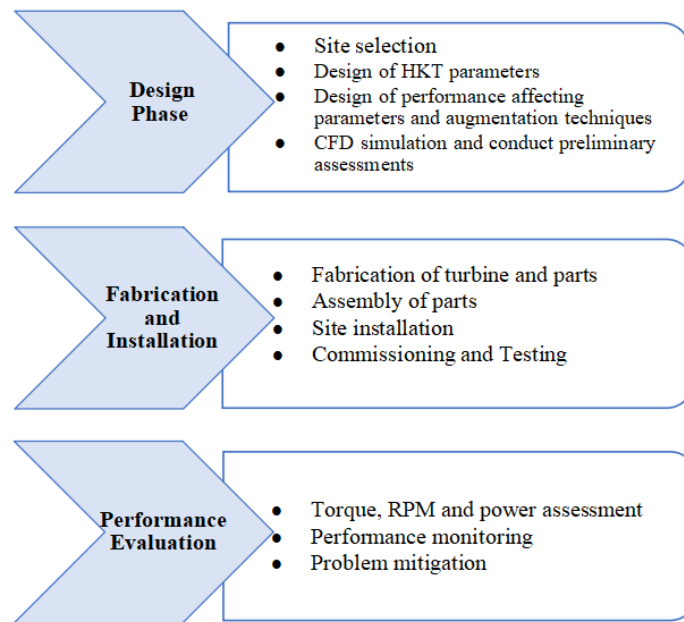 Design
Phase
● Site selection
● Design of HKT parameters
● Design of performance affecting
parameters and augmentation techniques
● CFD simulation and conduct preliminary
assessments
Fabrication
and
Installation
● Fabrication of turbine and parts
● Assembly of parts
● Site installation
● Commissioning and Testing
Performance
Evaluation
● Torque, RPM and power assessment
● Performance monitoring
● Problem mitigation